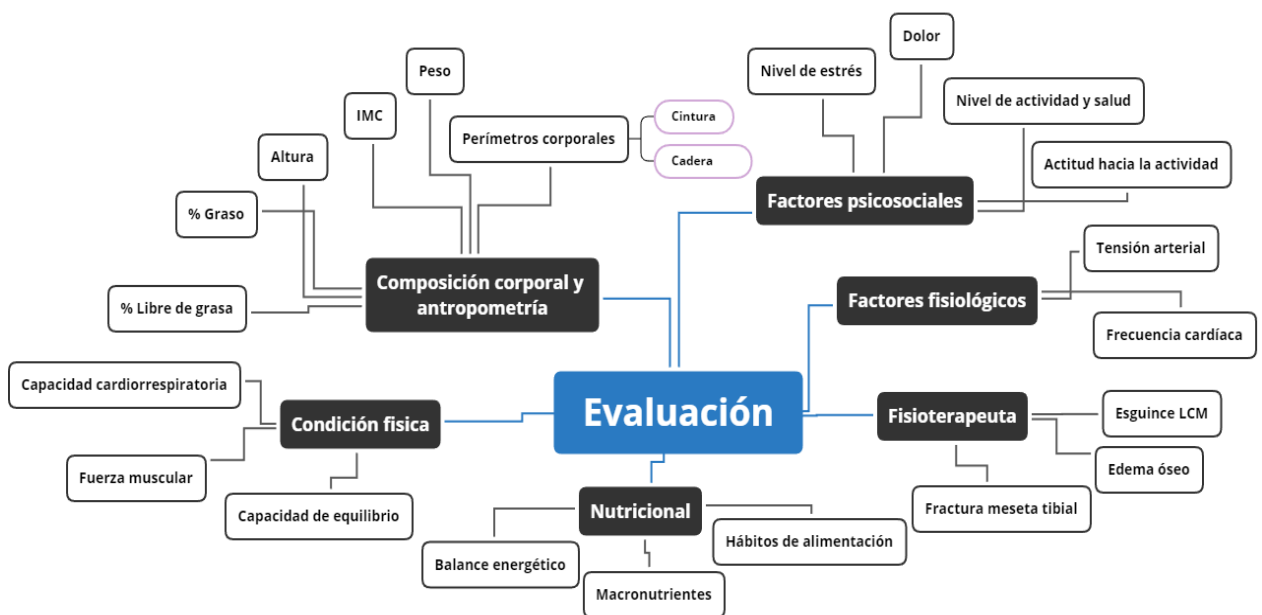 Dolor
Peso
Nivel de estrés
Nivel de actividad y salud
IMC
Cintura
Perímetros corporales
Cadera
Altura
Actitud hacia la actividad
% Graso
Factores psicosociales
Tensión arterial
Composición corporal y
antropometría
Factores fisiológicos
% Libre de grasa
Frecuencia cardíaca
Capacidad cardiorrespiratoria
Evaluación
Condición fisica
Fisioterapeuta
Esguince LCM
Edema óseo
Fuerza muscular
Nutricional
Fractura meseta tibial
Capacidad de equilibrio
Hábitos de alimentación
Balance energético
Macronutrientes